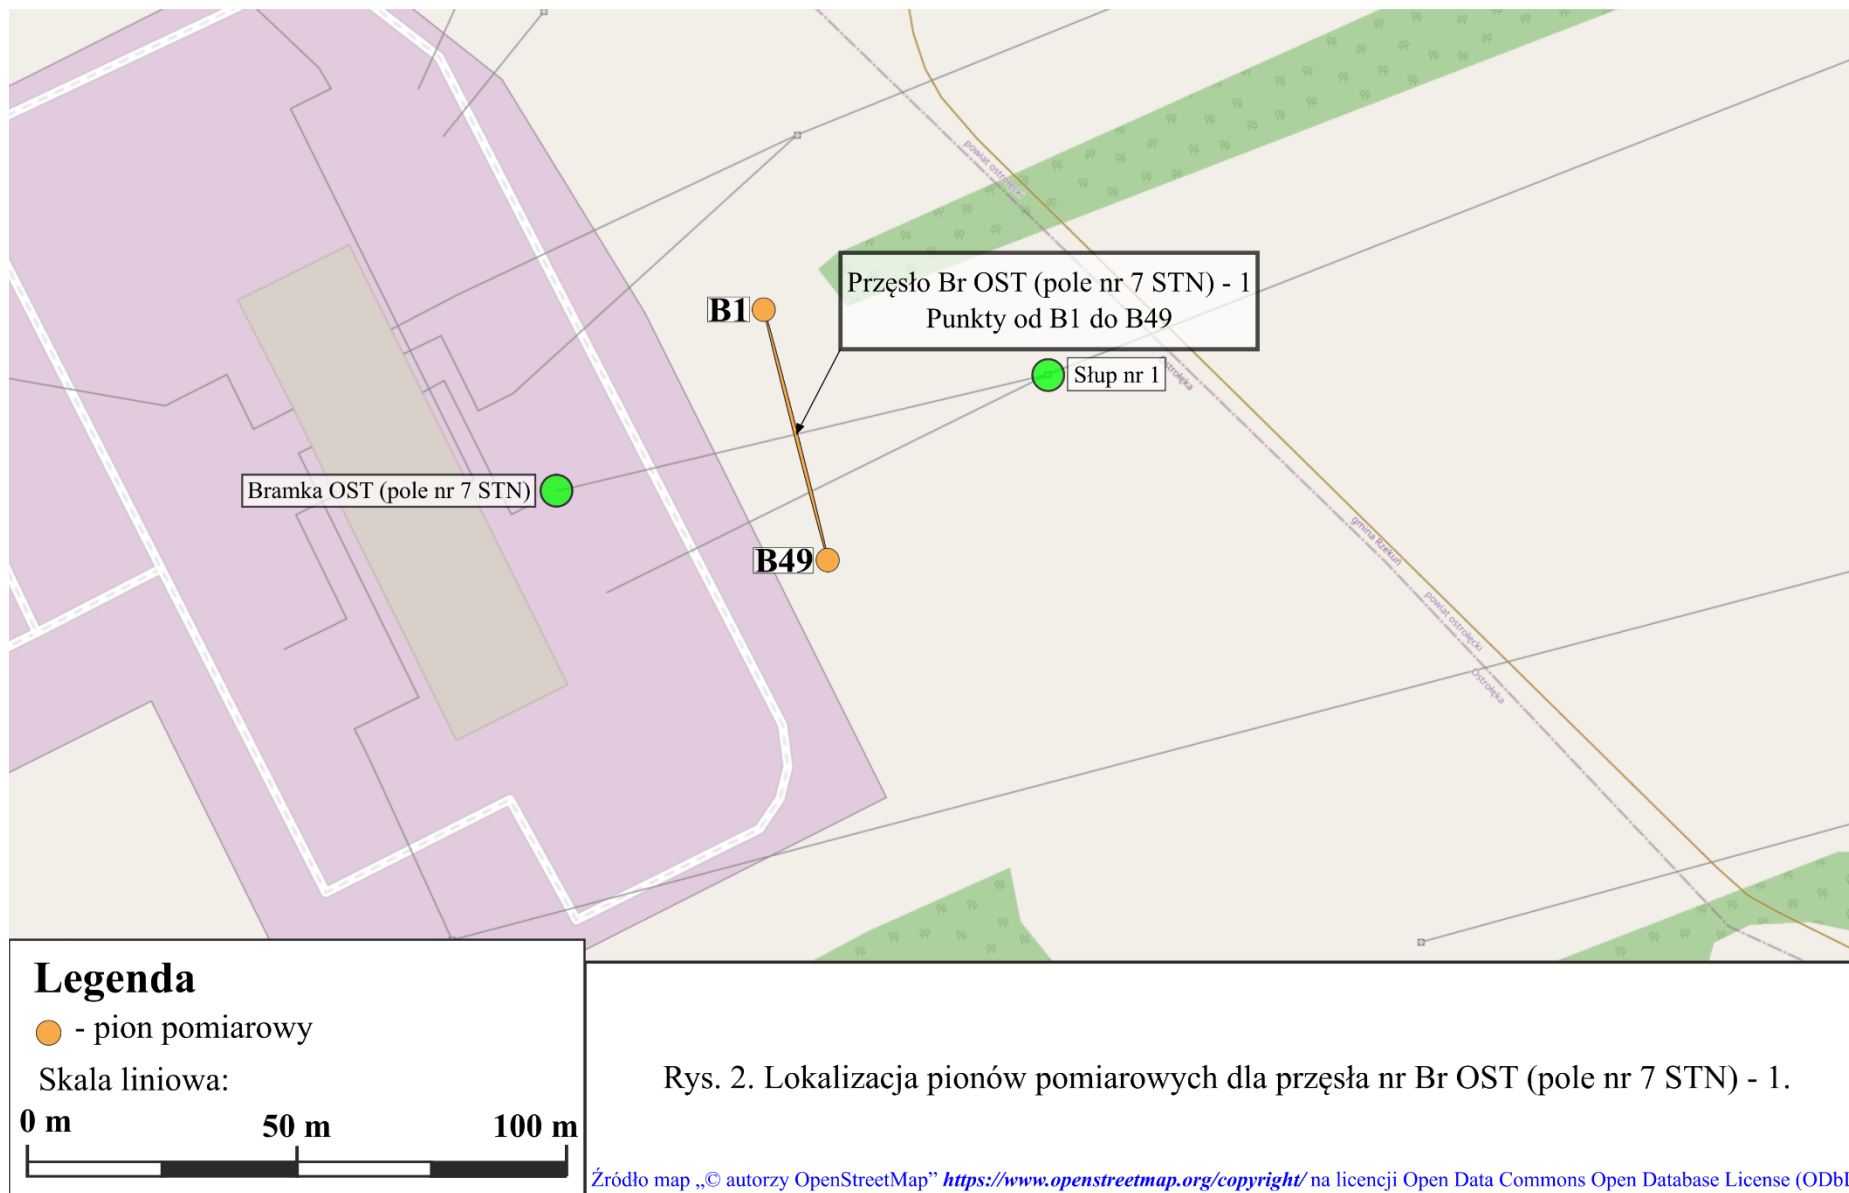 powiat ostrołęcki
Przęsło Br OST (pole nr 7 STN) - 1
Punkty od B1 do B49
B1
Słup nr 1
Ostrołęka
Bramka OST (pole nr 7 STN)
B49
gmina Rzekuń
powiat ostrołęcki
Ostrołęka
Legenda
- pion pomiarowy
Skala liniowa:
0 m 50 m 100 m
Rys. 2. Lokalizacja pionów pomiarowych dla przęsła nr Br OST (pole nr 7 STN) - 1.
Źródło map „© autorzy OpenStreetMap” https://www.openstreetmap.org/copyright/ na licencji Open Data Commons Open Database License (ODbL